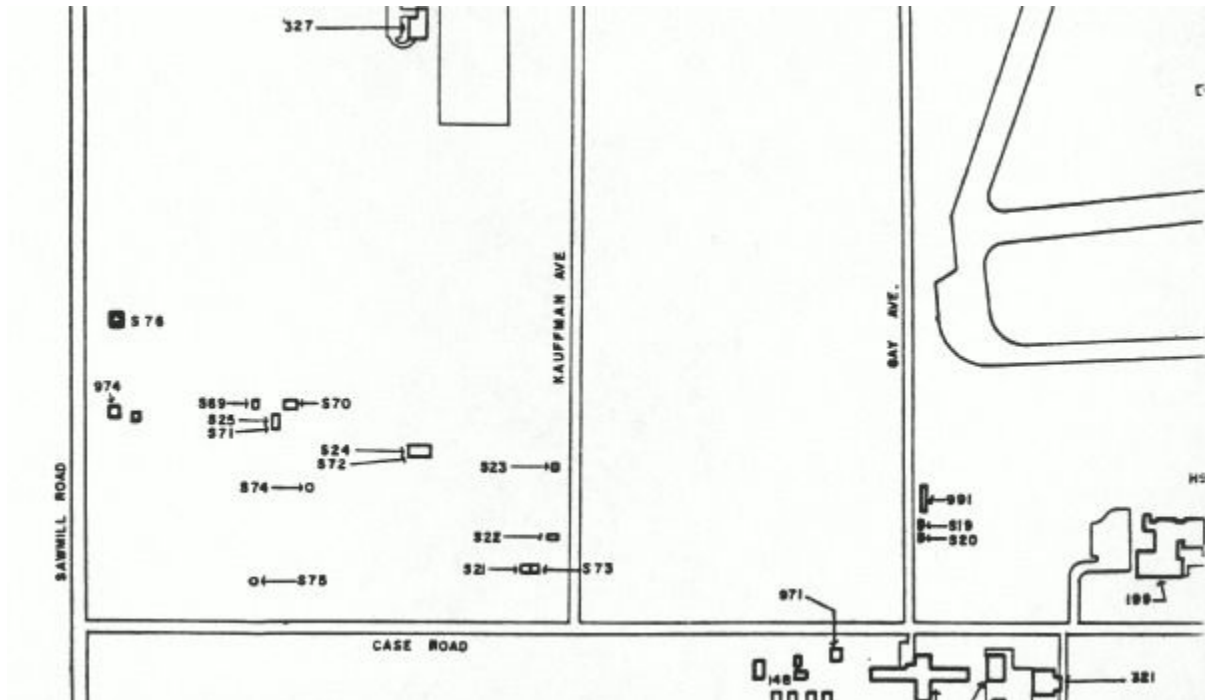 327
KAUFFMAN AVE
BAY AVE.
S 76
974
S69
S70
S25
S71
S24
S72
S23
S74
991
S19
S20
SAWMILL ROAD
S22
S21
S73
S75
971
199
CASE ROAD
148
321